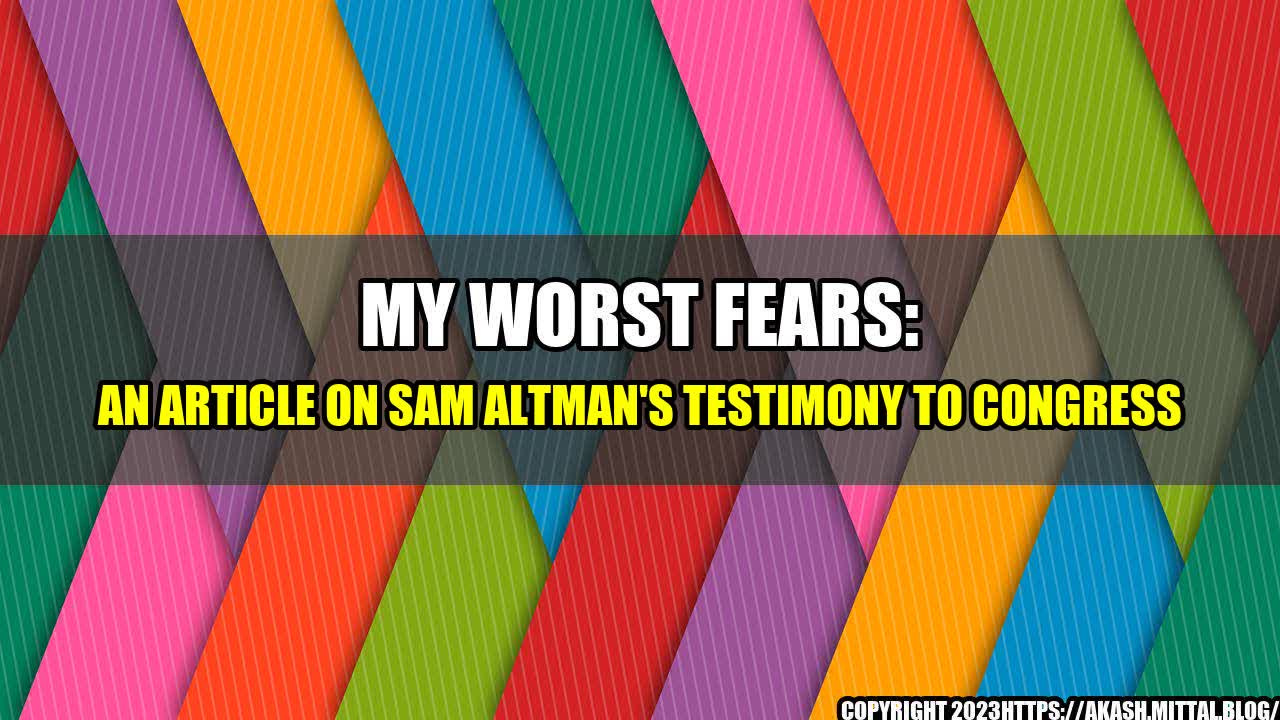 MY WORST FEARS:
AN ARTICLE ON SAM ALTMAN'S TESTIMONY TO CONGRESS
COPYRIGHT 2023HTTPS://AKASH.MITTAL.BLOG/